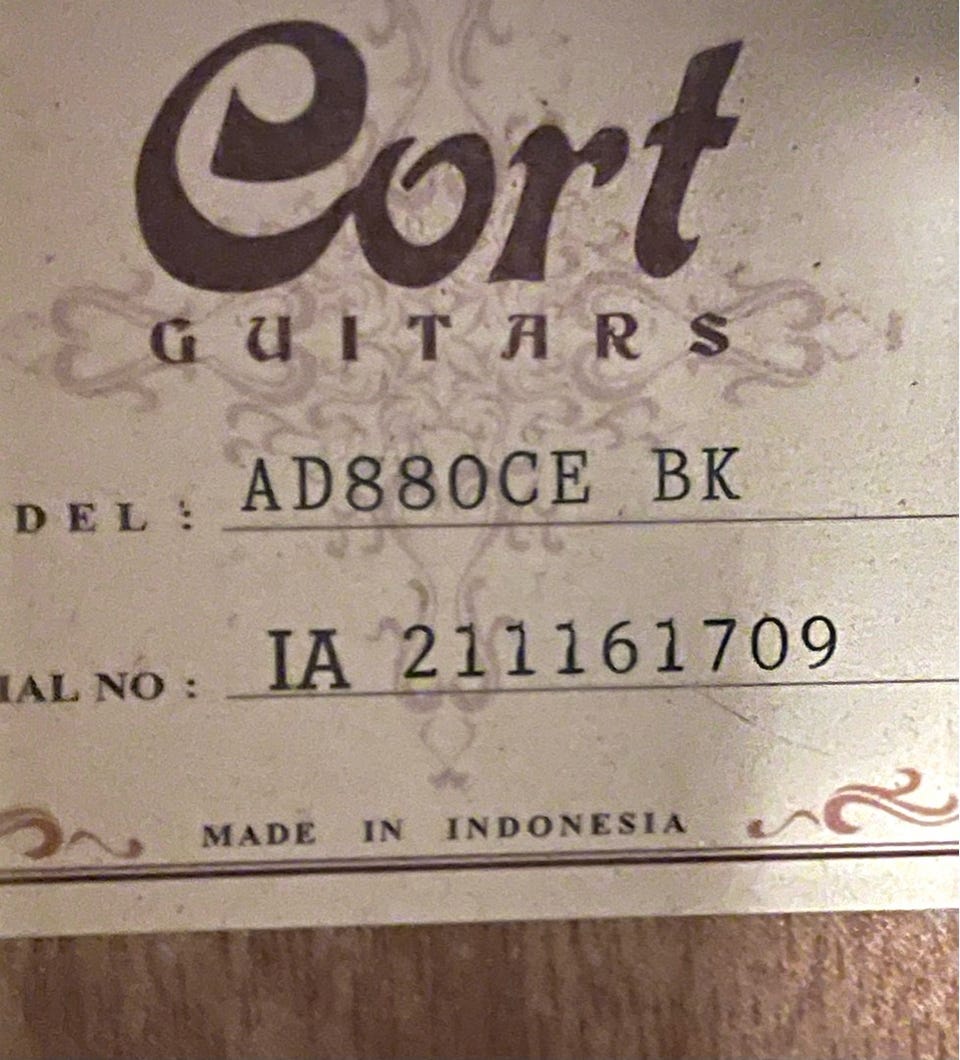 Cort
GUITARS
DEL : AD880CE BK
IAL NO : IA 211161709
MADE IN INDONESIA